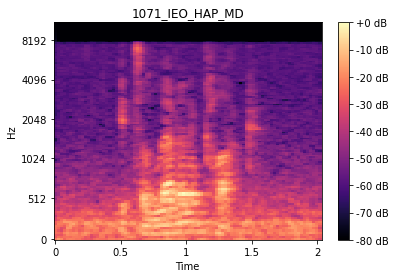 1071_IEO_HAP_MD
+0 dB
8192
-10 dB
4096
-20 dB
-30 dB
2048
-40 dB
Hz
1024
-50 dB
512
-60 dB
-70 dB
0
-80 dB
0 0.5 1 1.5 2
Time